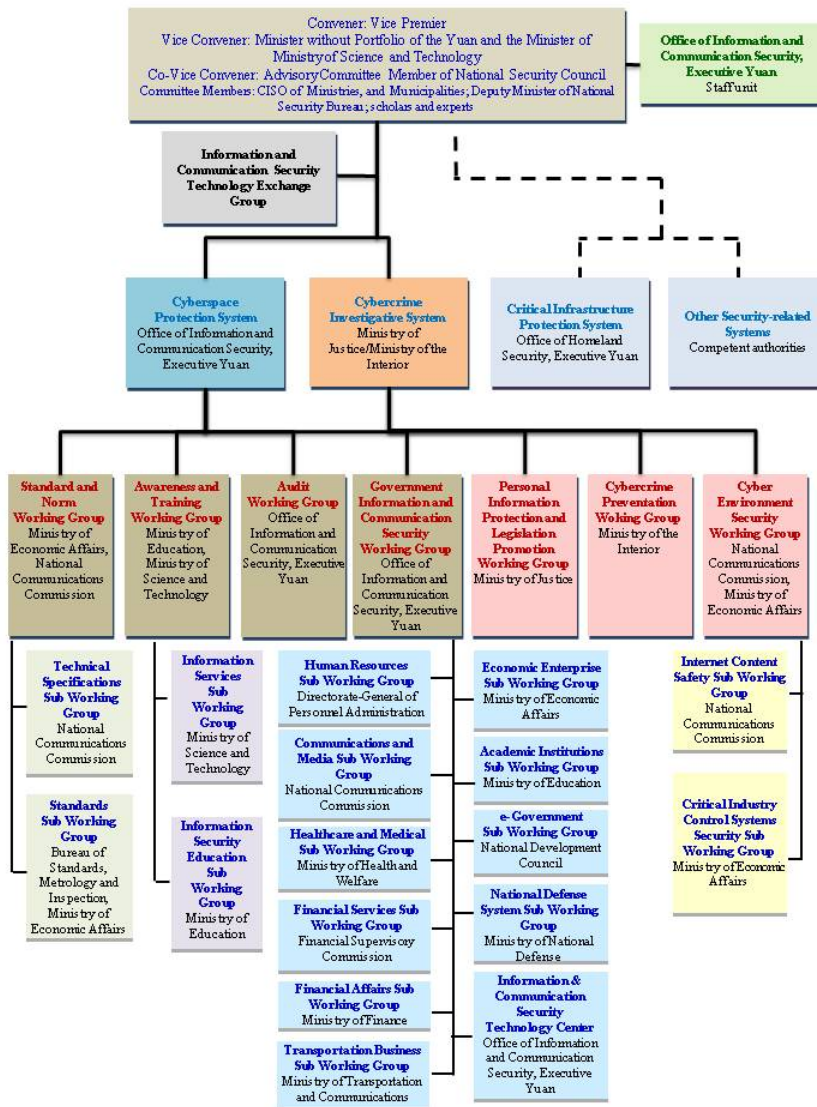 Convener: Vice Premier
Vice Convener: Minister without Portfolio of the Yuan and the Minister of
Ministry of Science and Technology
Co-Vice Convener: Advisory Committee Member of National Security Council
Committee Members: CISO of Ministries, and Municipalities; Deputy Minister of National
Security Bureau; scholars and experts
Office of Information and
Communication Security,
Executive Yuan
Staff unit
Information and
Communication Security
Technology Exchange
Group
Cyberspace
Protection System
Office of Information and
Communication Security,
Executive Yuan
Cybercrime
Investigative System
Ministry of
Justice/Ministry of the
Interior
Critical Infrastructure
Protection System
Office of Homeland
Security, Executive Yuan
Other Security-related
Systems
Competent authorities
Standard and
Norm
Working Group
Ministry of
Economic Affairs,
National
Communications
Commission
Awareness and
Training
Working Group
Ministry of
Education,
Ministry of
Science and
Technology
Audit
Working Group
Office of
Information and
Communication
Security, Executive
Yuan
Government
Information and
Communication
Security
Working Group
Office of
Information and
Communication
Security, Executive
Yuan
Personal
Information
Protection and
Legislation
Promotion
Working Group
Ministry of Justice
Cybercrime
Preventation
Woking Group
Ministry of the
Interior
Cyber
Environment
Security
Working Group
National
Communications
Commission,
Ministry of
Economic Affairs
Technical
Specifications
Sub Working
Group
National
Communications
Commission
Standards
Sub Working
Group
Bureau of
Standards,
Metrology and
Inspection,
Ministry of
Economic Affairs
Information
Services
Sub
Working
Group
Ministry of
Science and
Technology
Information
Security
Education
Sub
Working
Group
Ministry of
Education
Human Resources
Sub Working Group
Directorate-General of
Personnel Administration
Communications and
Media Sub Working
Group
National Communications
Commission
Healthcare and Medical
Sub Working Group
Ministry of Health and
Welfare
Financial Services Sub
Working Group
Financial Supervisory
Commission
Financial Affairs Sub
Working Group
Ministry of Finance
Transportation Business
Sub Working Group
Ministry of Transportation
and Communications
Economic Enterprise
Sub Working Group
Ministry of Economic
Affairs
Academic Institutions
Sub Working Group
Ministry of Education
e-Government
Sub Working Group
National Development
Council
National Defense
System Sub Working
Group
Ministry of National
Defense
Information &
Communication
Security
Technology Center
Office of Information
and Communication
Security, Executive
Yuan
Internet Content
Safety Sub Working
Group
National
Communications
Commission
Critical Industry
Control Systems
Security Sub
Working Group
Ministry of Economic
Affairs